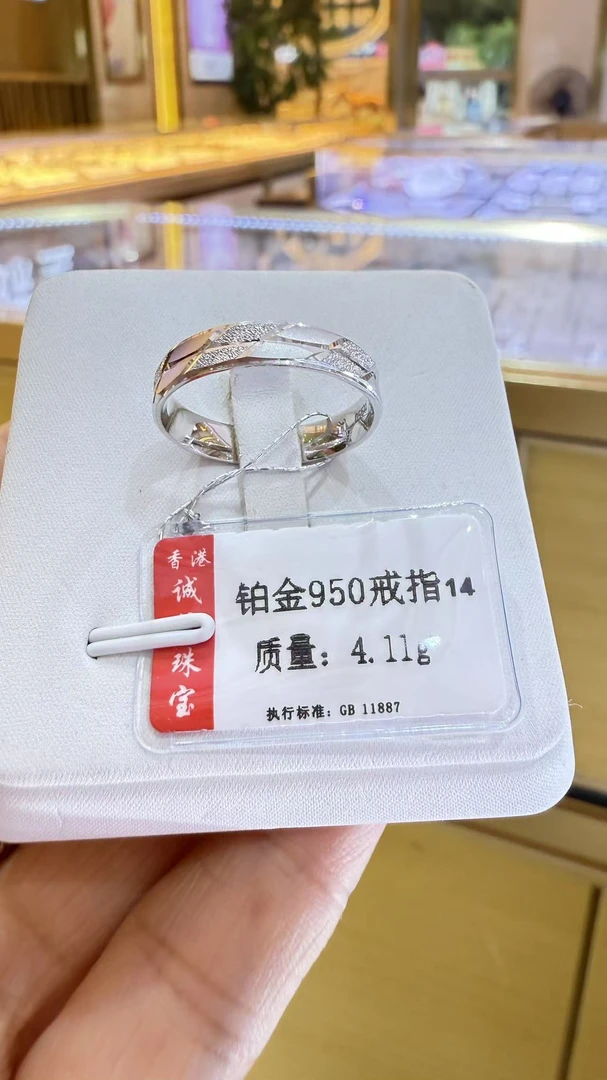 香港
诚
珠
宝
铂金950戒指14
质量：4.11g
执行标准：GB 11887